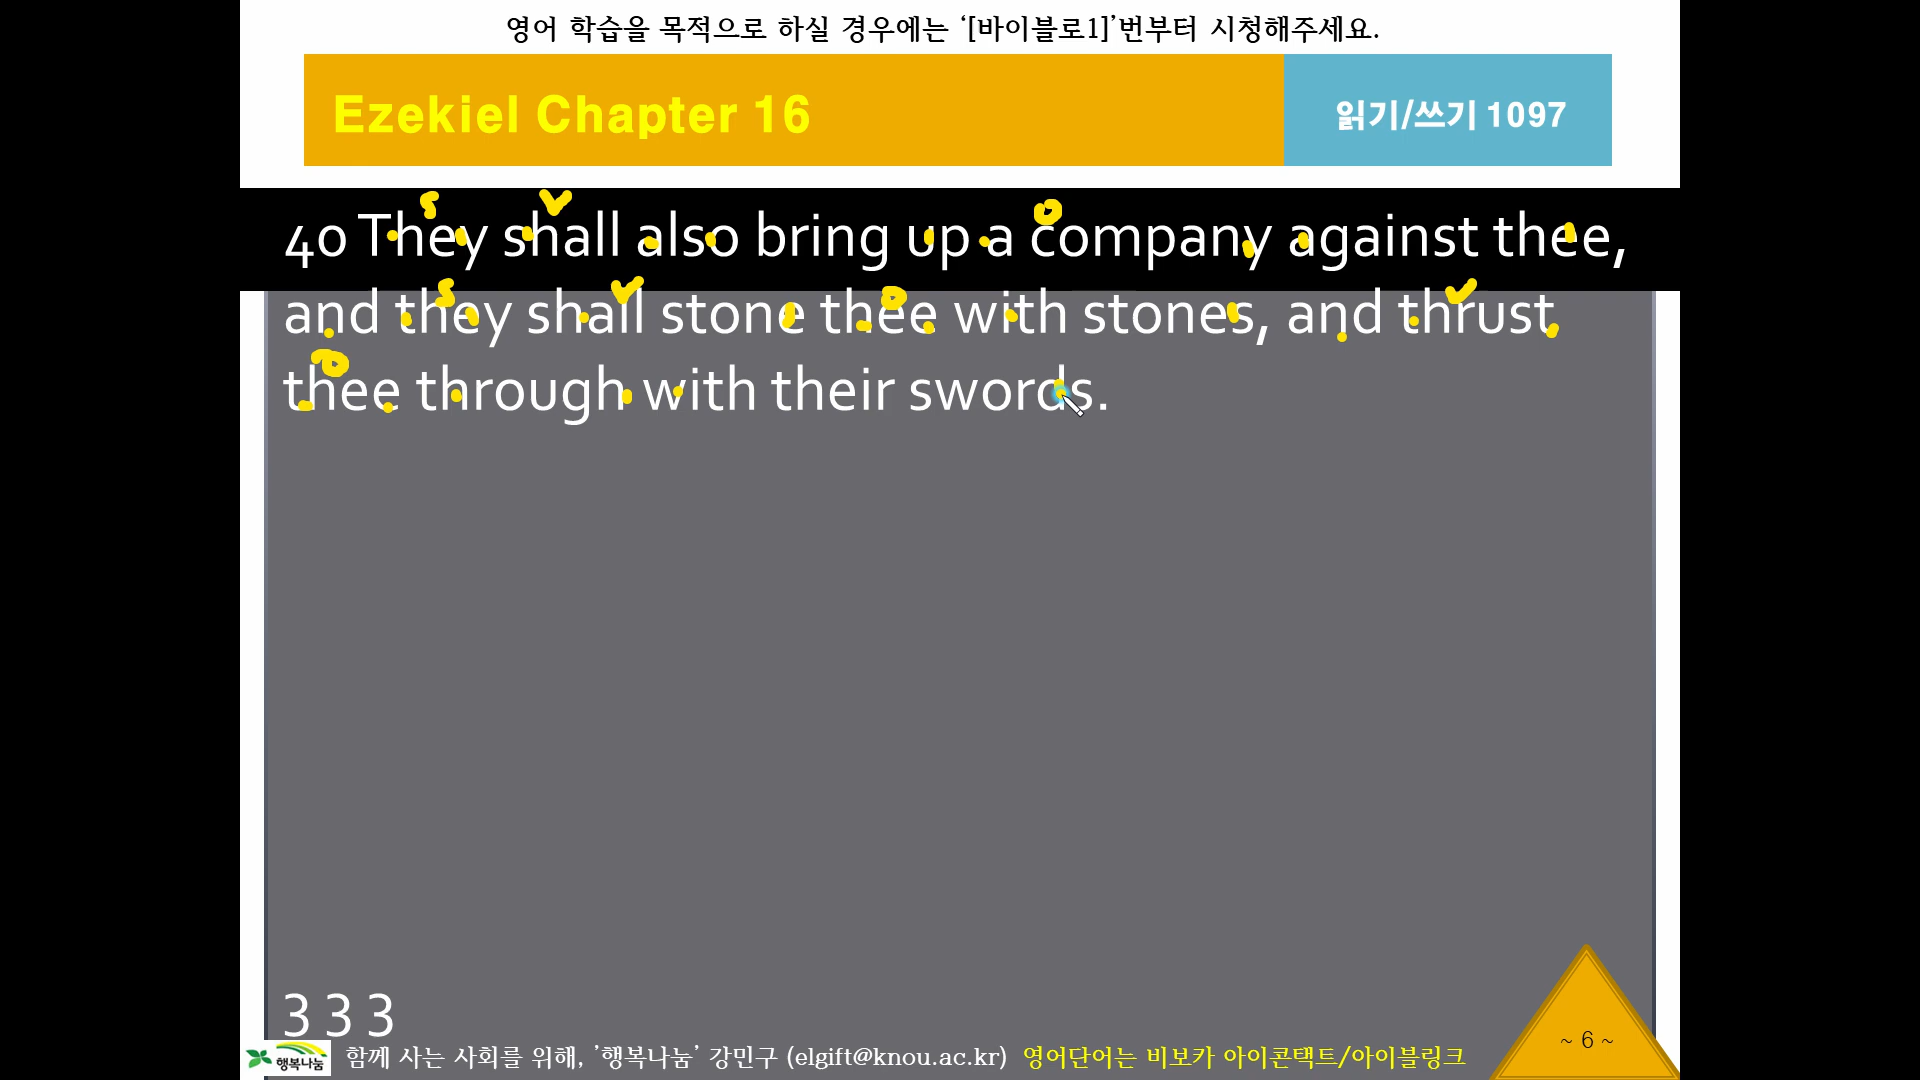 영어 학습을 목적으로 하실 경우에는 ‘[바이블로1]’번부터 시청해주세요.
Ezekiel Chapter 16
읽기/쓰기 1097
s v o
40 They shall also bring up a company against thee,
s v o v
and they shall stone thee with stones, and thrust
o
thee through with their swords.
3 3 3
행복나눔
함께 사는 사회를 위해, ’행복나눔’ 강민구 (elgift@knou.ac.kr) 영어단어는 비보카 아이콘택트/아이블링크
~ 6 ~